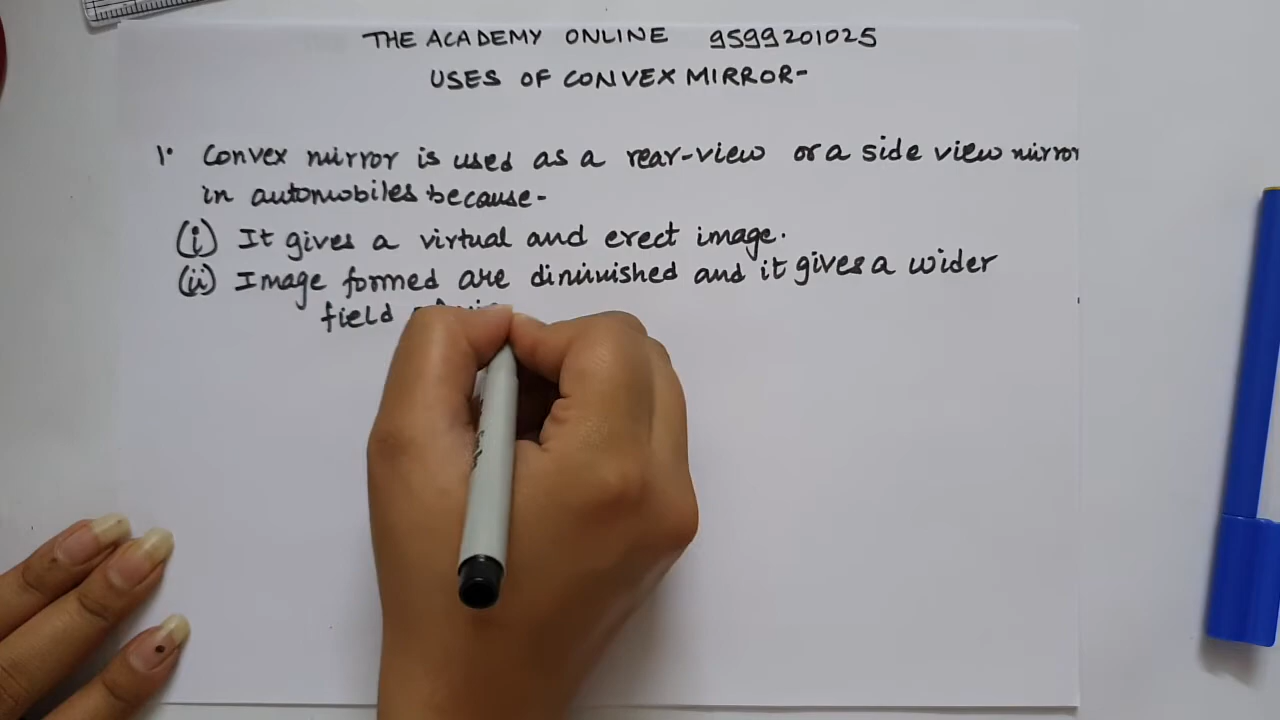 THE ACADEMY ONLINE 9599201025
USES OF CONVEX MIRROR-
1. Convex mirror is used as a rear-view or a side view mirror
in automobiles because-
(i) It gives a virtual and erect image.
(ii) Image formed are diminished and it gives a wider
field